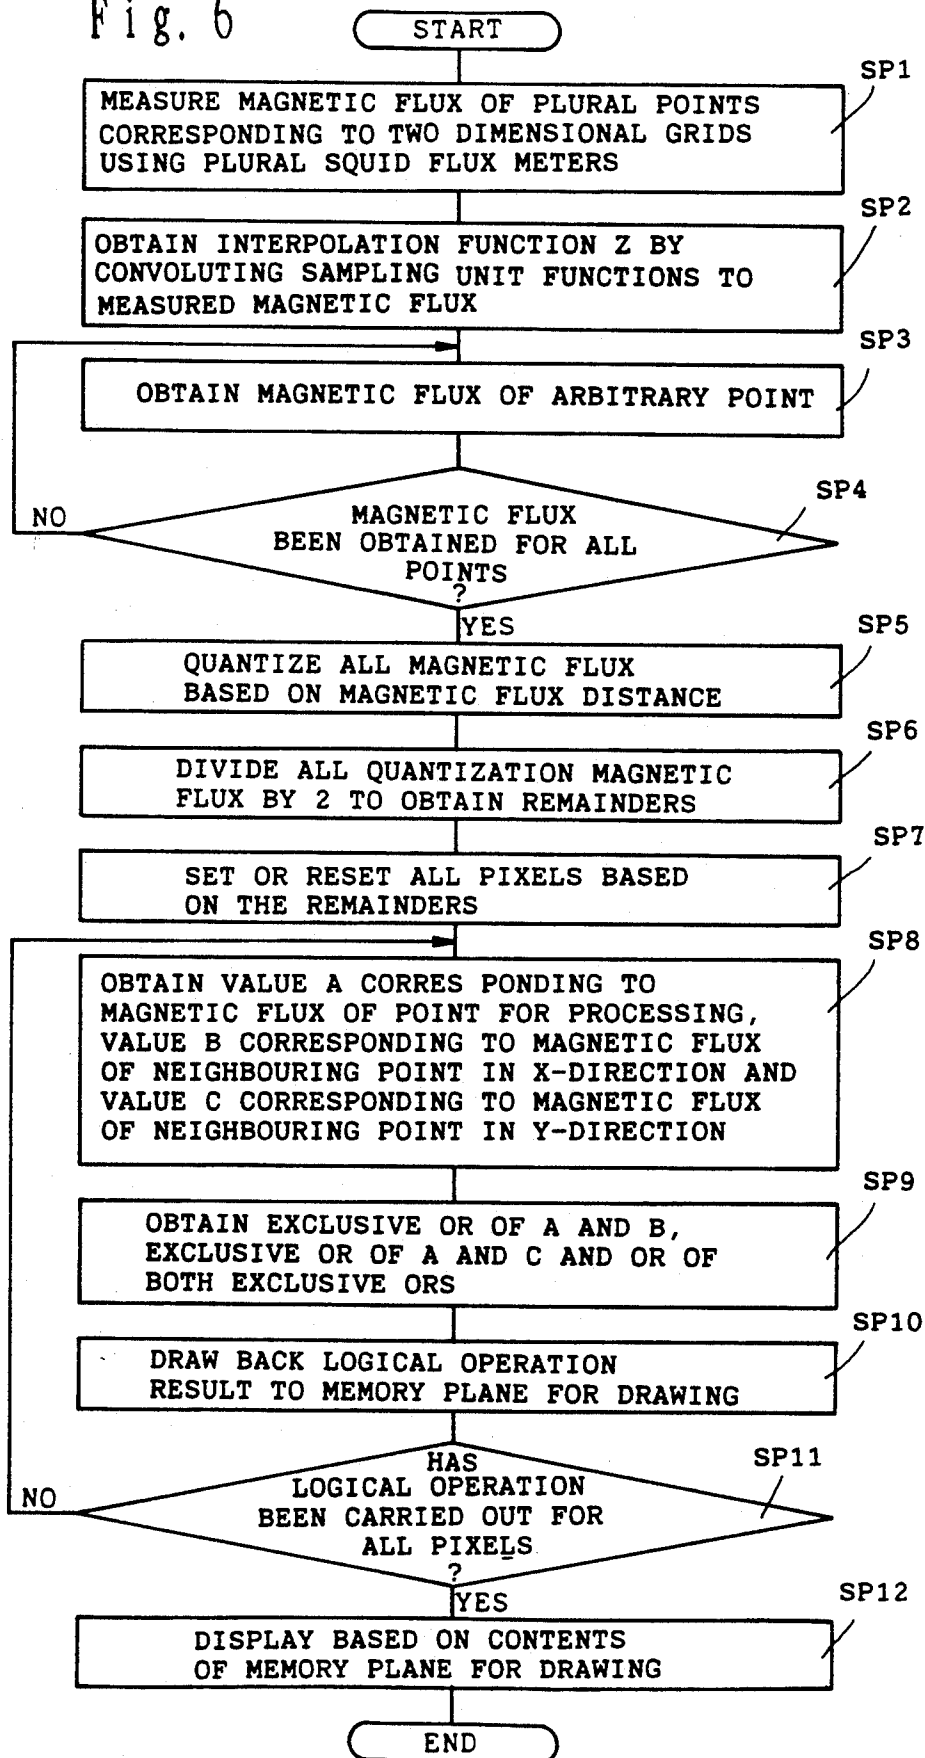 Fig. 6
START
SP1
MEASURE MAGNETIC FLUX OF PLURAL POINTS
CORRESPONDING TO TWO DIMENSIONAL GRIDS
USING PLURAL SQUID FLUX METERS
SP2
OBTAIN INTERPOLATION FUNCTION Z BY
CONVOLUTING SAMPLING UNIT FUNCTIONS TO
MEASURED MAGNETIC FLUX
SP3
OBTAIN MAGNETIC FLUX OF ARBITRARY POINT
SP4
NO
MAGNETIC FLUX
BEEN OBTAINED FOR ALL
POINTS
?
YES
SP5
QUANTIZE ALL MAGNETIC FLUX
BASED ON MAGNETIC FLUX DISTANCE
SP6
DIVIDE ALL QUANTIZATION MAGNETIC
FLUX BY 2 TO OBTAIN REMAINDERS
SP7
SET OR RESET ALL PIXELS BASED
ON THE REMAINDERS
SP8
OBTAIN VALUE A CORRES PONDING TO
MAGNETIC FLUX OF POINT FOR PROCESSING,
VALUE B CORRESPONDING TO MAGNETIC FLUX
OF NEIGHBOURING POINT IN X-DIRECTION AND
VALUE C CORRESPONDING TO MAGNETIC FLUX
OF NEIGHBOURING POINT IN Y-DIRECTION
SP9
OBTAIN EXCLUSIVE OR OF A AND B,
EXCLUSIVE OR OF A AND C AND OR OF
BOTH EXCLUSIVE ORS
SP10
DRAW BACK LOGICAL OPERATION
RESULT TO MEMORY PLANE FOR DRAWING
SP11
NO
HAS
LOGICAL OPERATION
BEEN CARRIED OUT FOR
ALL PIXELS
?
YES
SP12
DISPLAY BASED ON CONTENTS
OF MEMORY PLANE FOR DRAWING
END